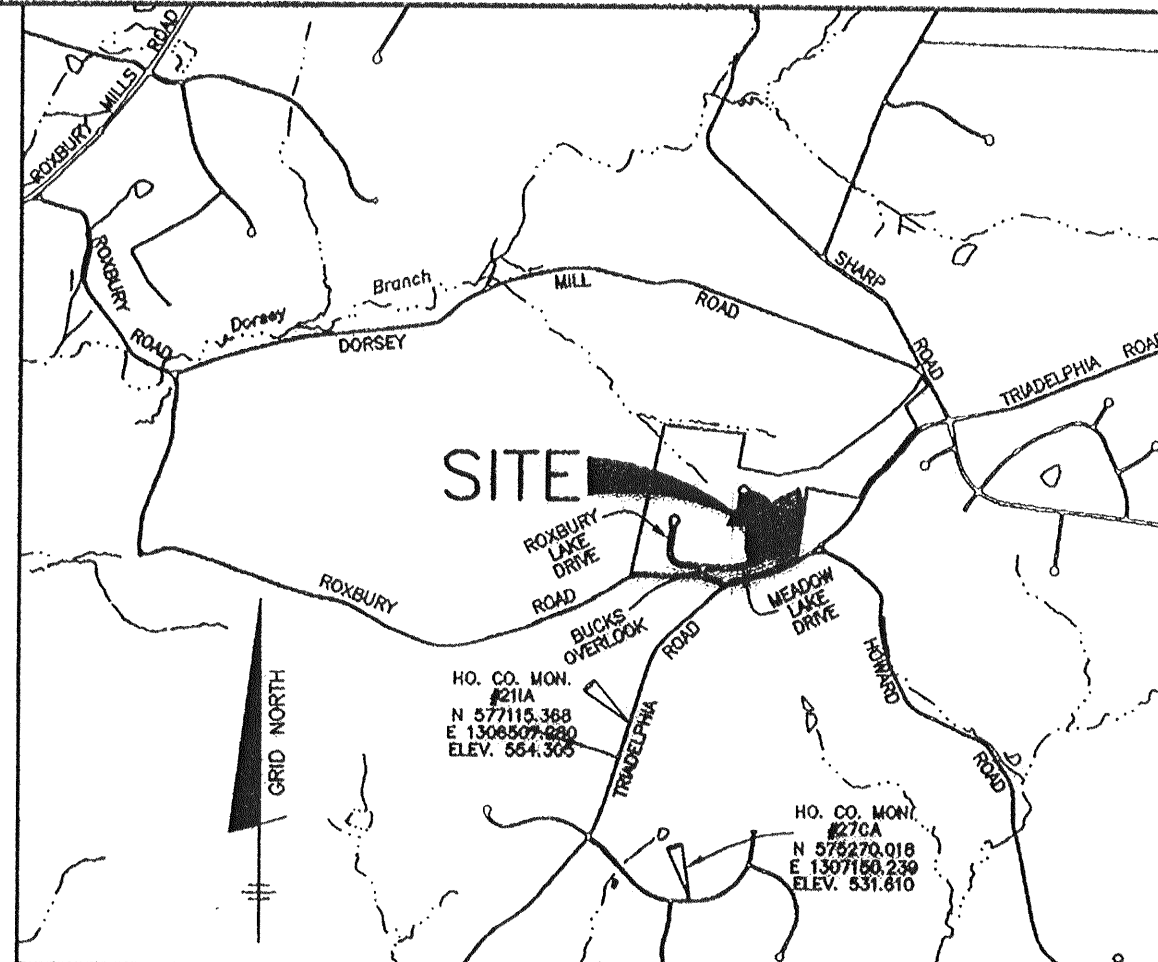 ROXBURY MILLS ROAD
ROXBURY
ROAD
Dorsey Branch
DORSEY MILL ROAD
SHARP
ROAD
TRIADELPHIA ROAD
SITE
ROXBURY
LAKE
DRIVE
ROXBURY ROAD
BUCKS
OVERLOOK
MEADOW
LAKE
DRIVE
TRIADELPHIA ROAD
HOWARD
ROAD
GRID NORTH
HO. CO. MON.
#211A
N 577115.368
ELEV. 554.305
HO. CO. MON.
#27CA
N 575270.018
E 1307150.239
ELEV. 531.610